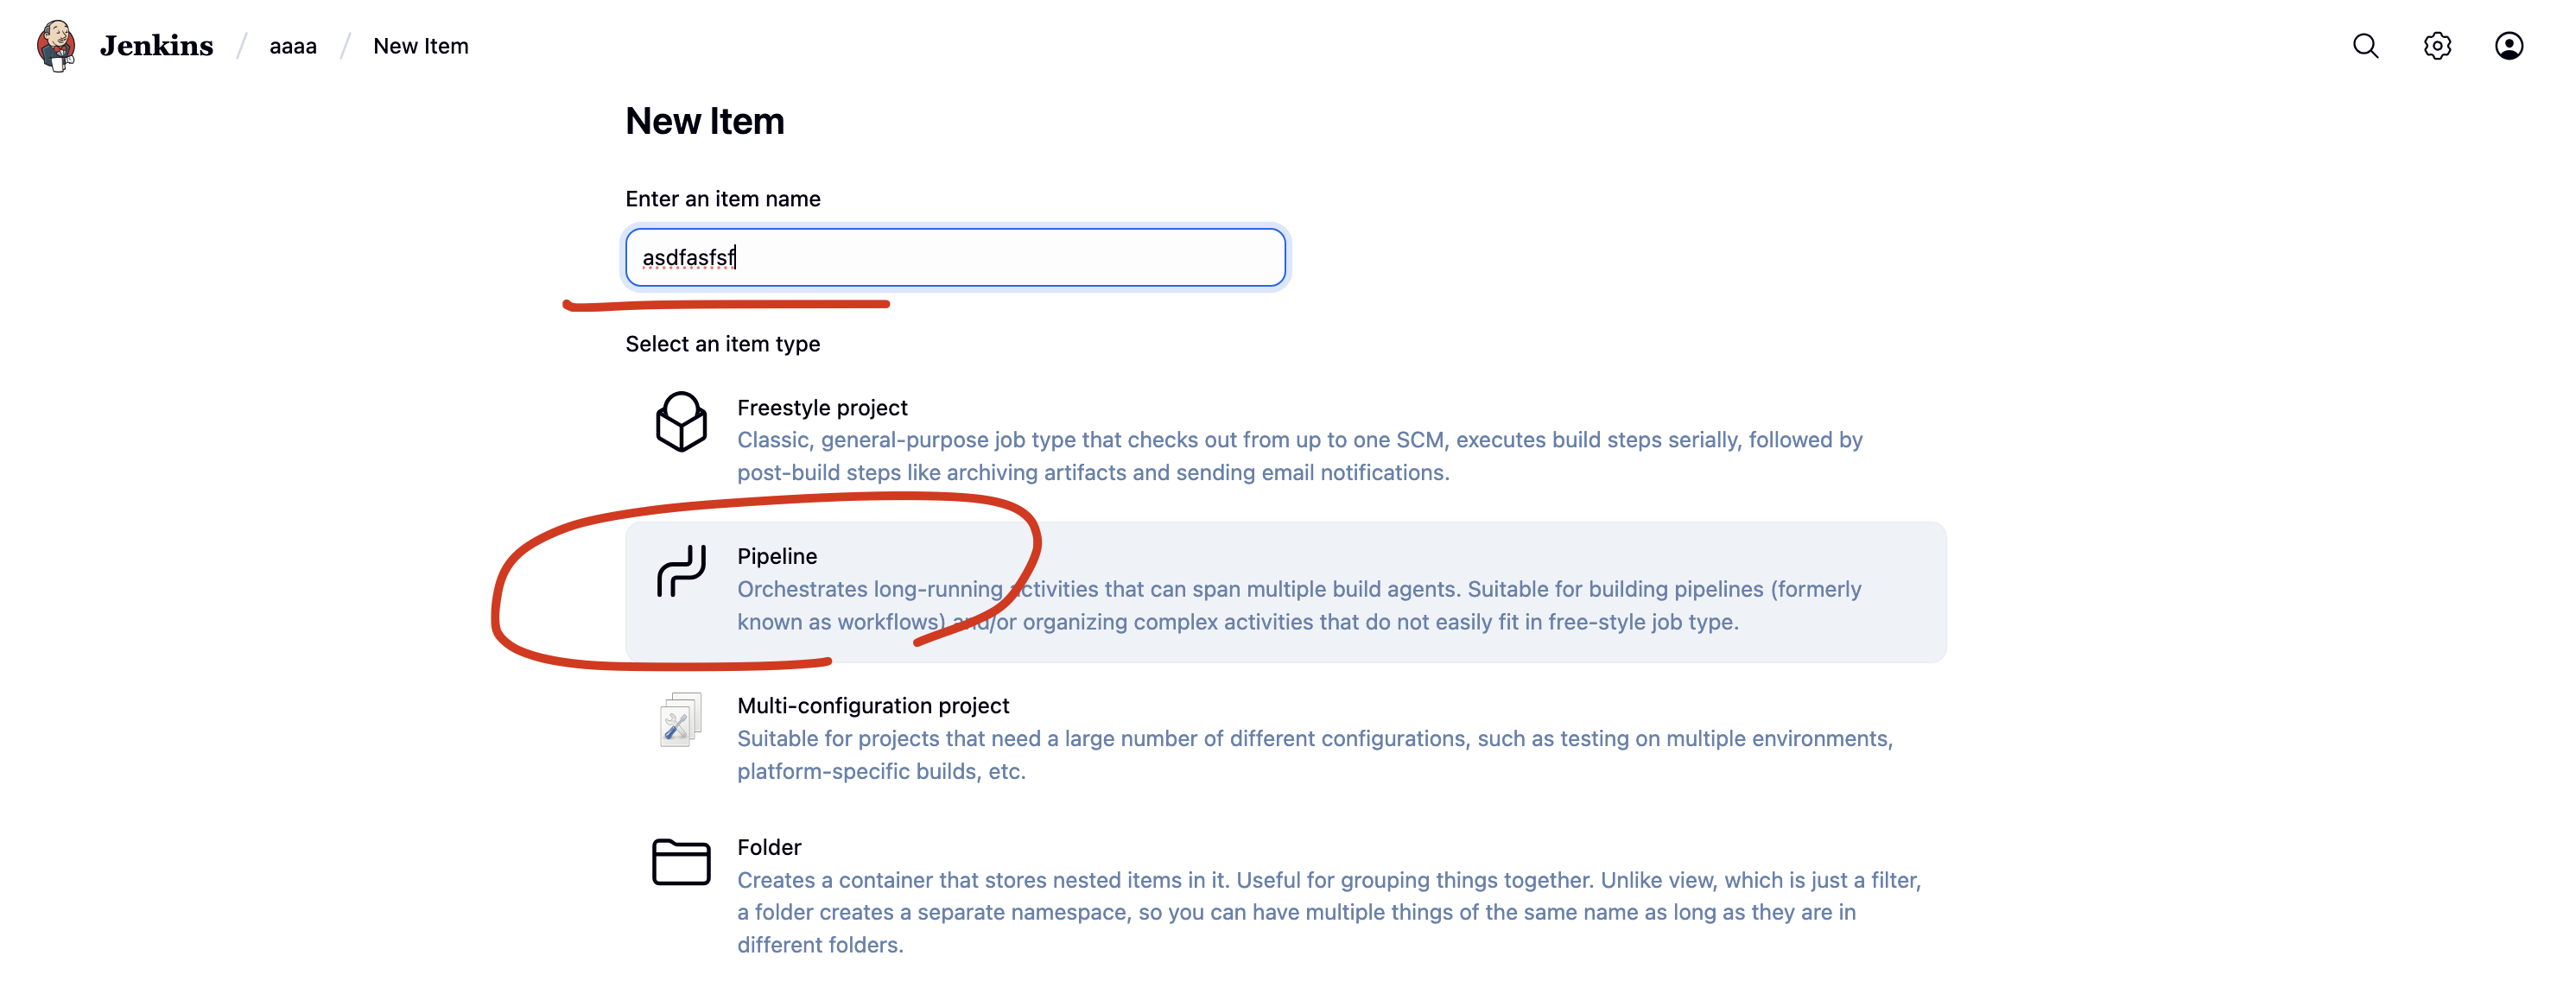 Jenkins / aaaa / New Item
New Item
Enter an item name
asdfasfsf
Select an item type
Freestyle project
Classic, general-purpose job type that checks out from up to one SCM, executes build steps serially, followed by
post-build steps like archiving artifacts and sending email notifications.
Pipeline
Orchestrates long-running activities that can span multiple build agents. Suitable for building pipelines (formerly
known as workflows) and/or organizing complex activities that do not easily fit in free-style job type.
Multi-configuration project
Suitable for projects that need a large number of different configurations, such as testing on multiple environments,
platform-specific builds, etc.
Folder
Creates a container that stores nested items in it. Useful for grouping things together. Unlike view, which is just a filter,
a folder creates a separate namespace, so you can have multiple things of the same name as long as they are in
different folders.